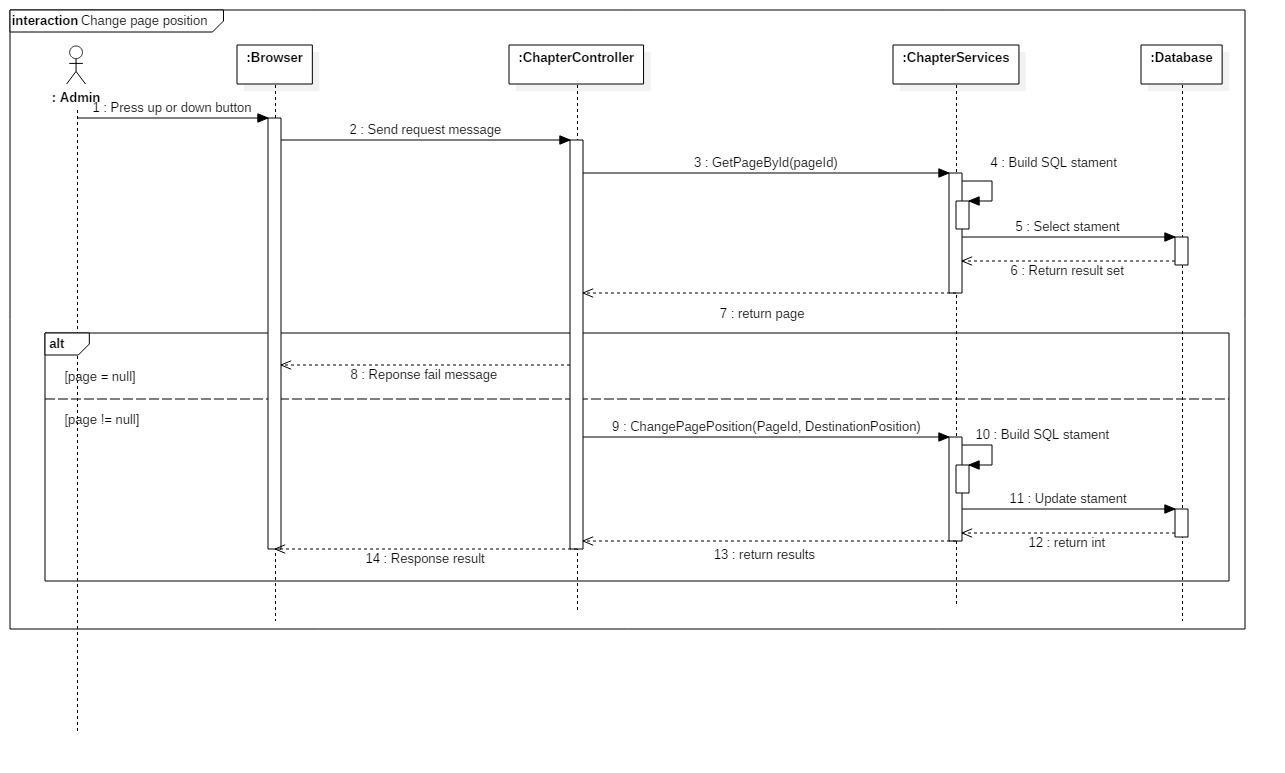 interaction Change page position
:Browser
:ChapterController
:ChapterServices
:Database
: Admin
1 : Press up or down button
2 : Send request message
3 : GetPageById(pageId)
4 : Build SQL stament
5 : Select stament
6 : Return result set
7 : return page
alt
8 : Reponse fail message
[page = null]
[page != null]
9 : ChangePagePosition(PageId, DestinationPosition)
10 : Build SQL stament
11 : Update stament
12 : return int
13 : return results
14 : Response result